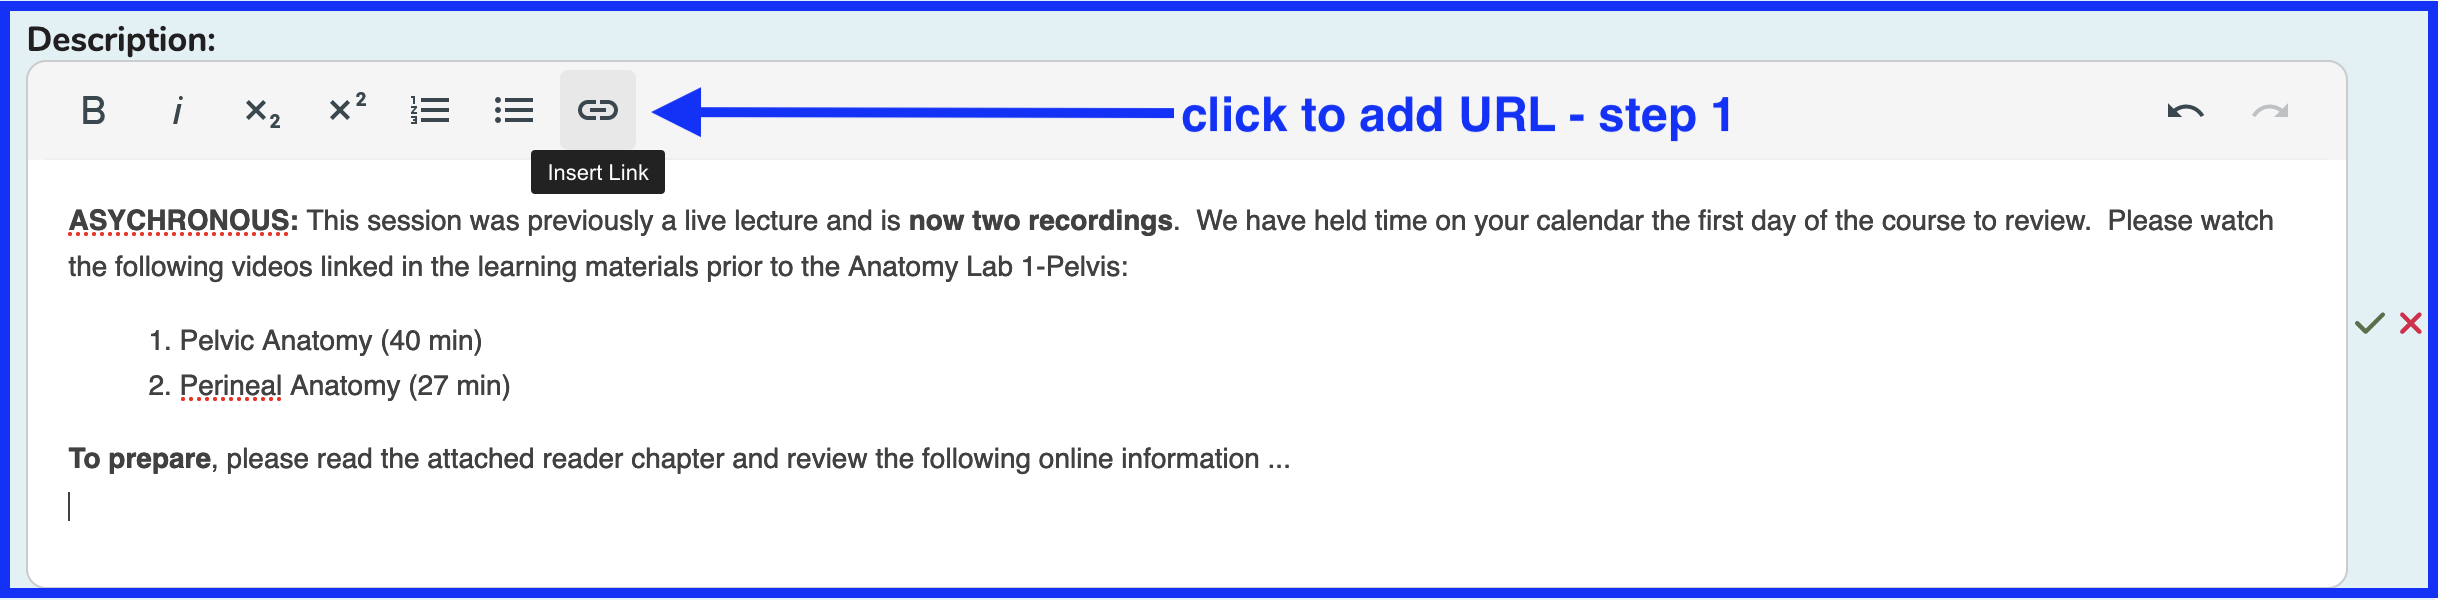 Description:
B i ×₂ ×² click to add URL - step 1
Insert Link
ASYCHRONOUS: This session was previously a live lecture and is now two recordings. We have held time on your calendar the first day of the course to review. Please watch
the following videos linked in the learning materials prior to the Anatomy Lab 1-Pelvis:
1. Pelvic Anatomy (40 min)
2. Perineal Anatomy (27 min)
To prepare, please read the attached reader chapter and review the following online information ...